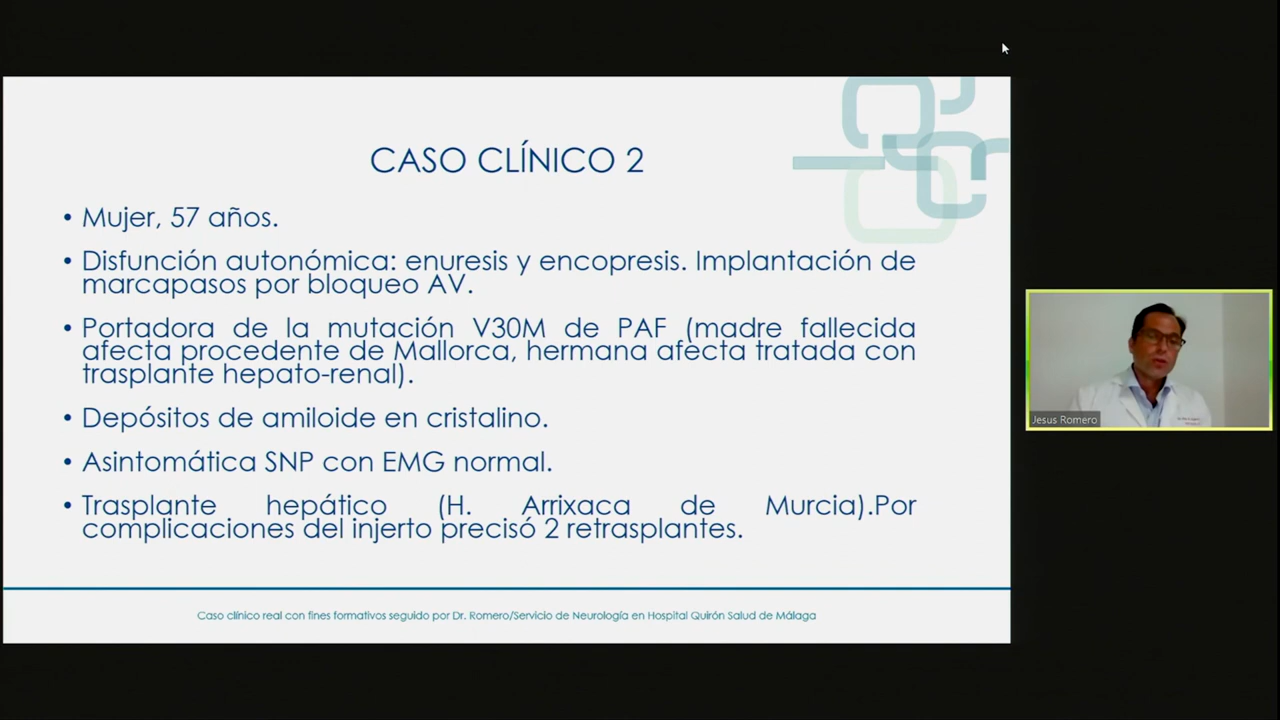 CASO CLÍNICO 2
• Mujer, 57 años.
• Disfunción autonómica: enuresis y encopresis. Implantación de
marcapasos por bloqueo AV.
• Portadora de la mutación V30M de PAF (madre fallecida
afecta procedente de Mallorca, hermana afecta tratada con
trasplante hepato-renal).
• Depósitos de amiloide en cristalino.
• Asintomática SNP con EMG normal.
• Trasplante hepático (H. Arrixaca de Murcia).Por
complicaciones del injerto precisó 2 retrasplantes.
Caso clínico real con fines formativos seguido por Dr. Romero/Servicio de Neurología en Hospital Quirón Salud de Málaga
Jesus Romero